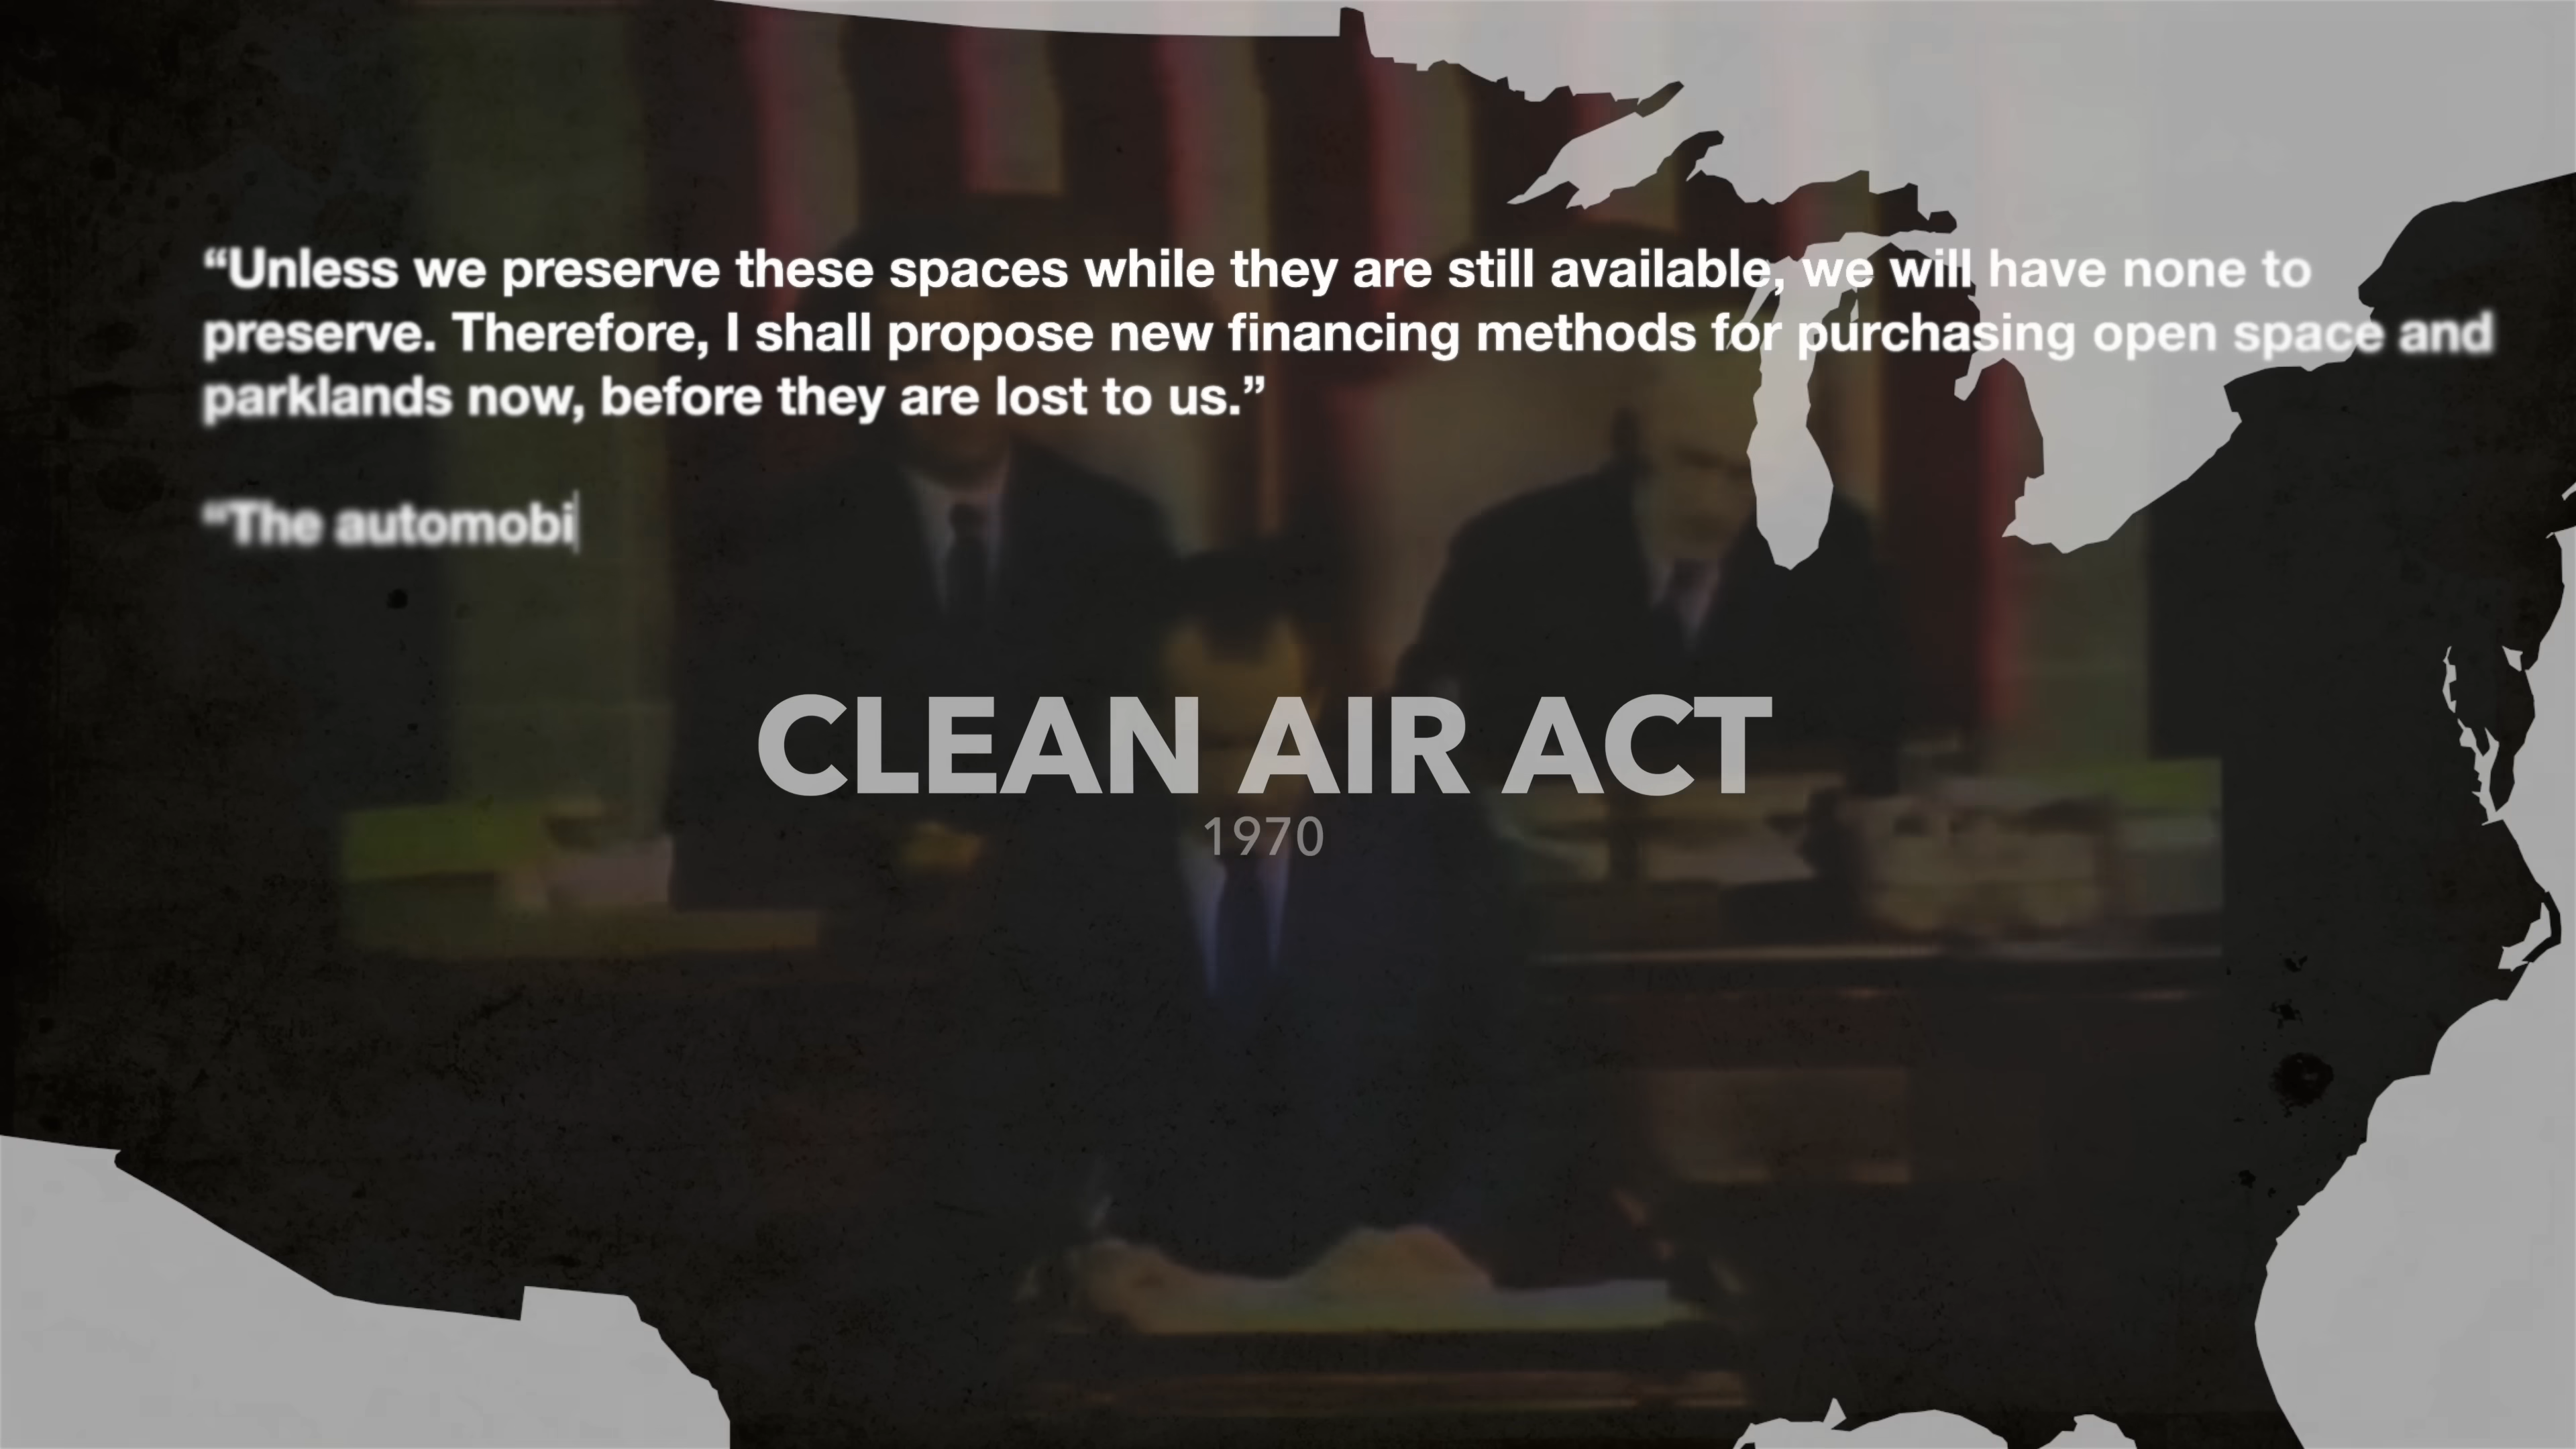 “Unless we preserve these spaces while they are still available, we will have none to
preserve. Therefore, I shall propose new financing methods for purchasing open space and
parklands now, before they are lost to us.”
“The automobi
CLEAN AIR ACT
1970